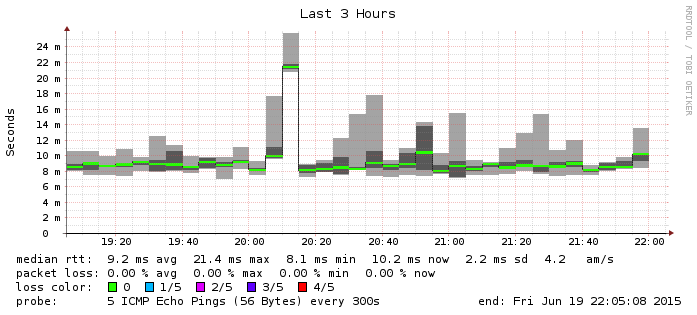 Last 3 Hours
RRDTOOL / TOBI OETIKER
Seconds
24 m
22 m
20 m
18 m
16 m
14 m
12 m
10 m
8 m
6 m
4 m
2 m
0
19:20 19:40 20:00 20:20 20:40 21:00 21:20 21:40 22:00
median rtt: 9.2 ms avg 21.4 ms max 8.1 ms min 10.2 ms now 2.2 ms sd 4.2 am/s
packet loss: 0.00 % avg 0.00 % max 0.00 % min 0.00 % now
loss color: 0 1/5 2/5 3/5 4/5
probe: 5 ICMP Echo Pings (56 Bytes) every 300s end: Fri Jun 19 22:05:08 2015